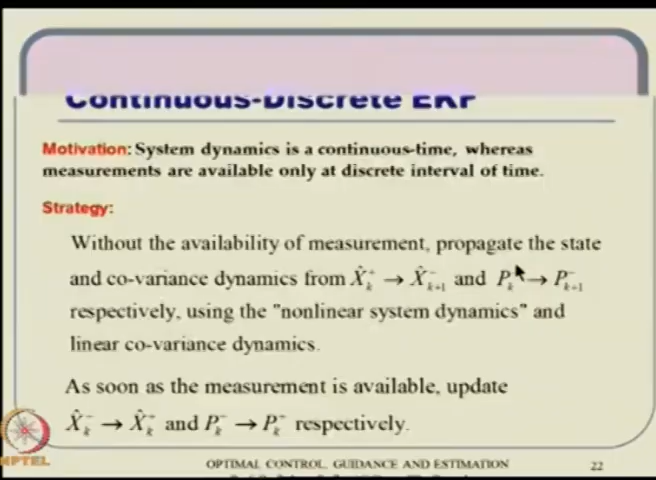 Continuous-Discrete EKF
Motivation: System dynamics is a continuous-time, whereas
measurements are available only at discrete interval of time.
Strategy:
Without the availability of measurement, propagate the state
and co-variance dynamics from X̂ₖ⁺ → X̂ₖ₊₁⁻ and Pₖ → Pₖ₊₁⁻
respectively, using the "nonlinear system dynamics" and
linear co-variance dynamics.
As soon as the measurement is available, update
X̂ₖ⁻ → X̂ₖ⁺ and Pₖ⁻ → Pₖ⁺ respectively.
NPTEL
OPTIMAL CONTROL, GUIDANCE AND ESTIMATION
22